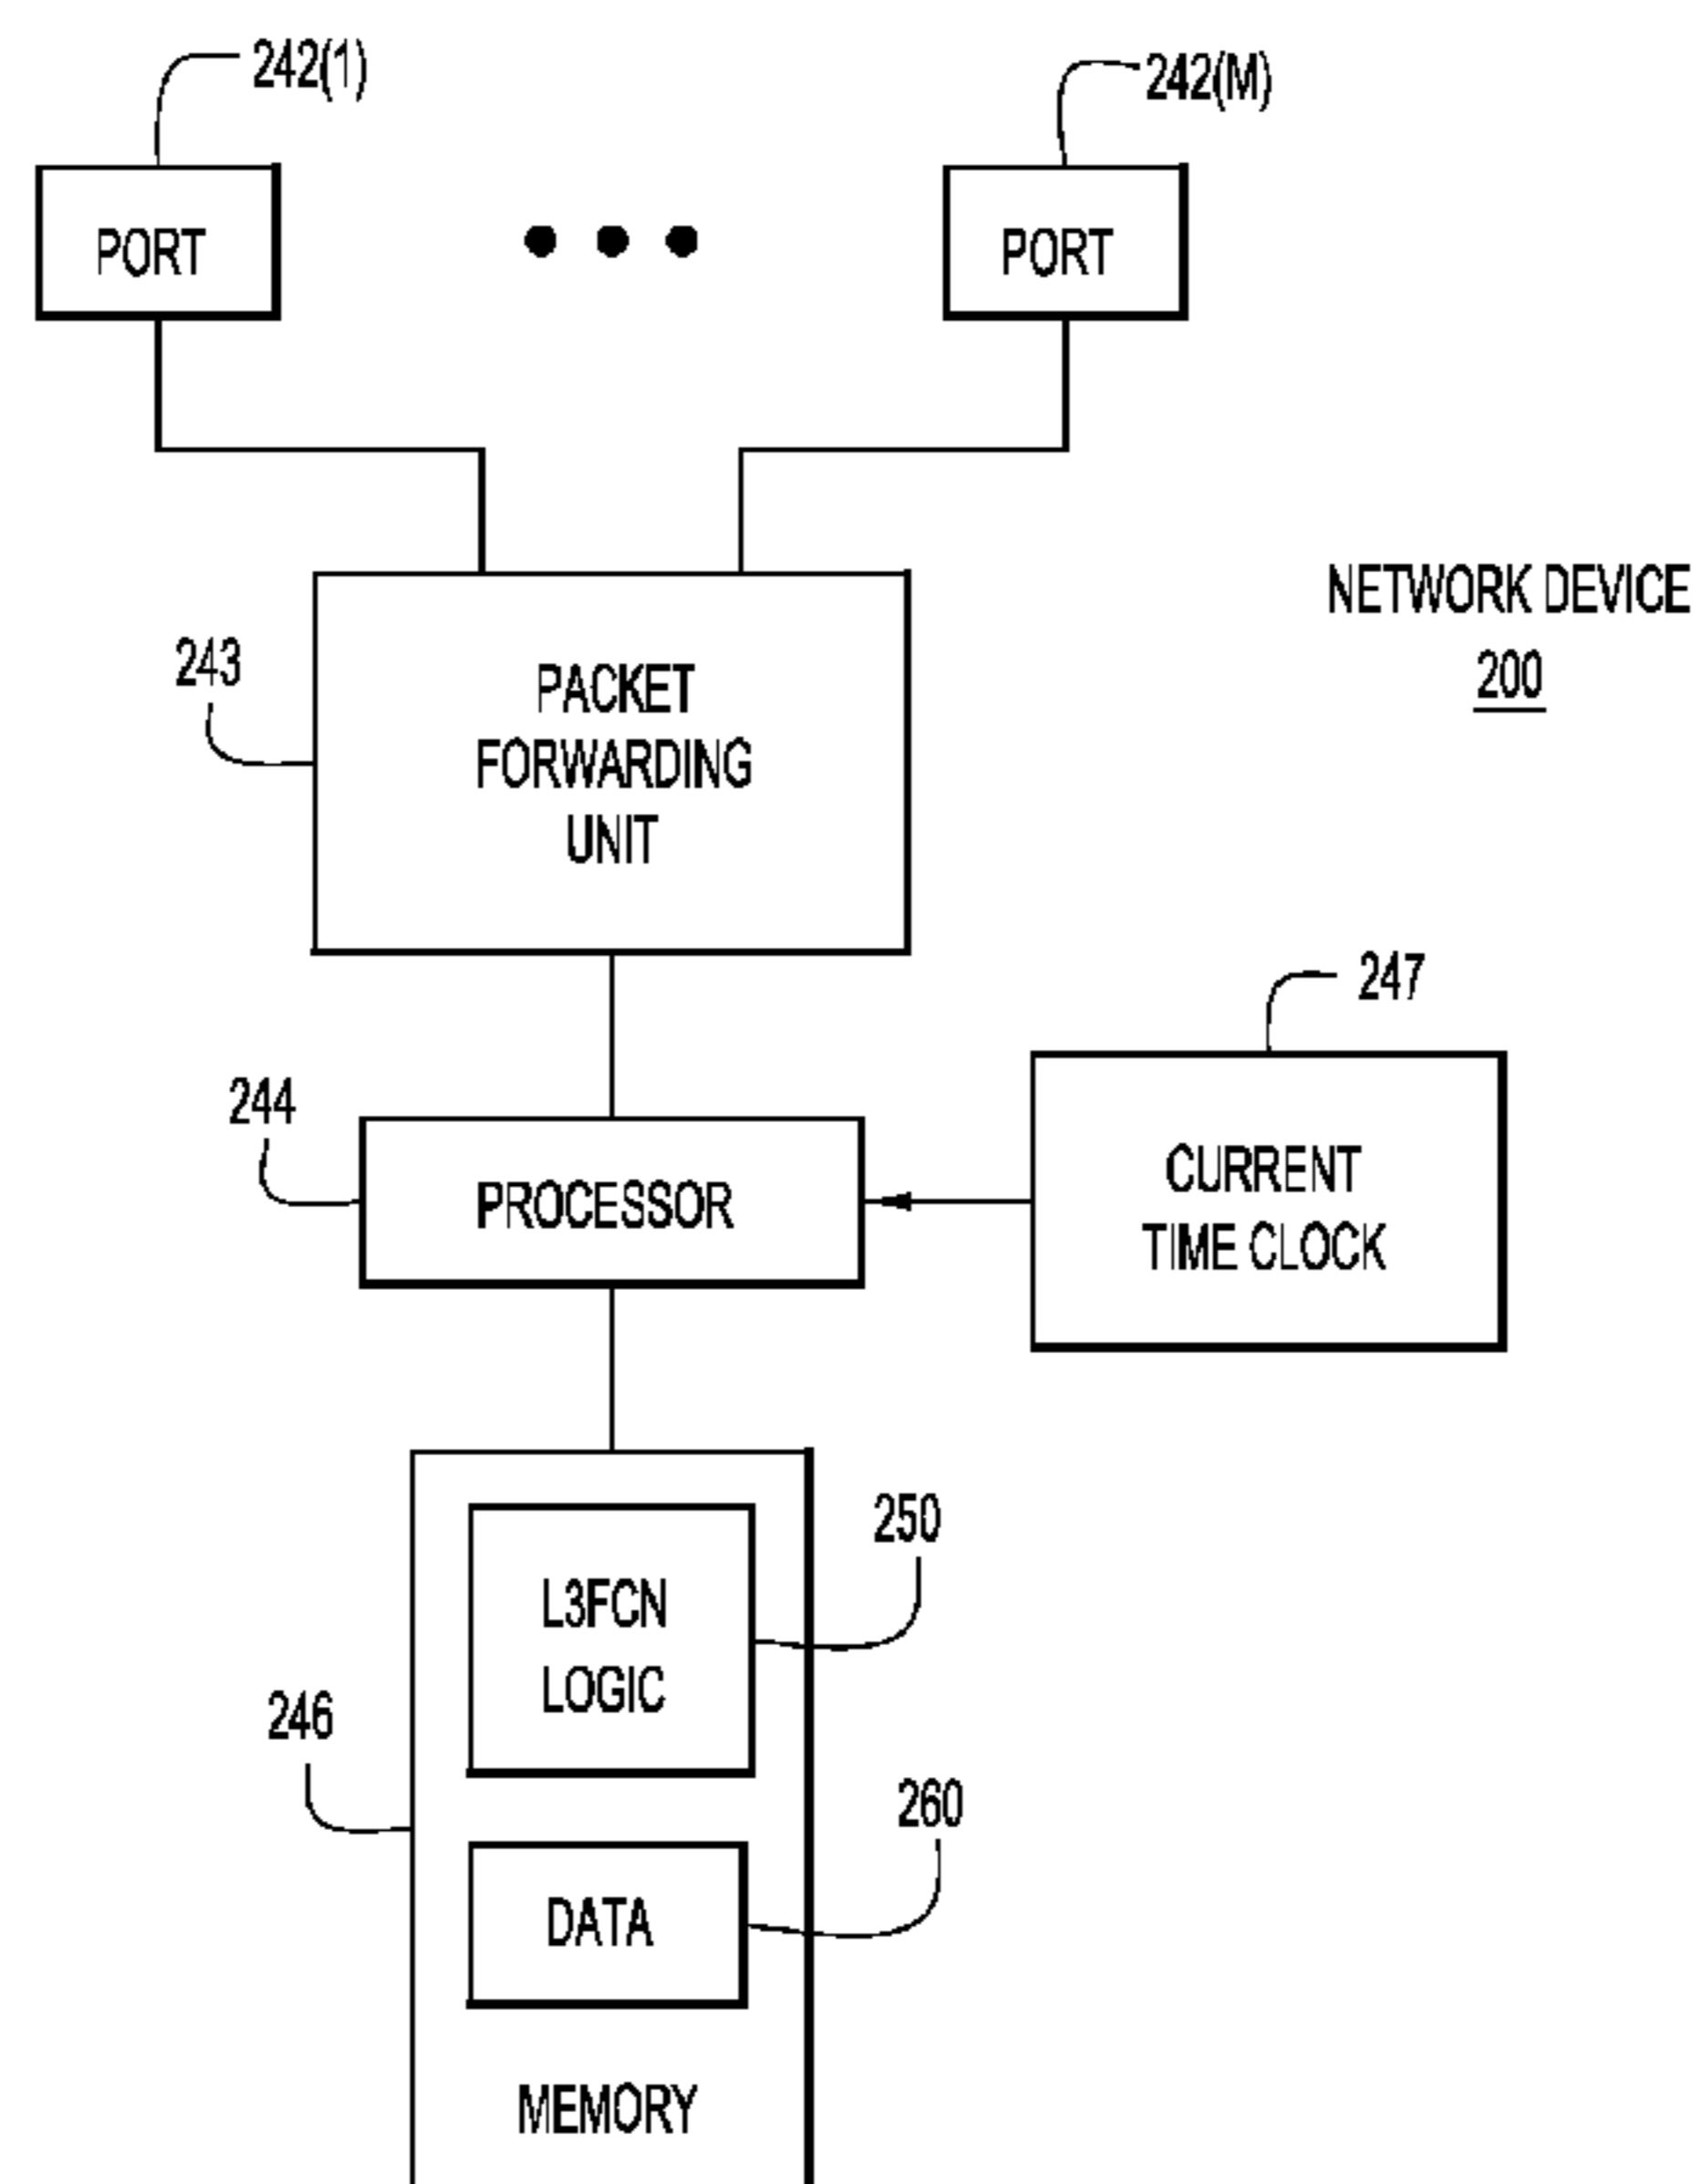 242(1)
242(M)
PORT
PORT
NETWORK DEVICE
200
243
PACKET
FORWARDING
UNIT
247
244
PROCESSOR
CURRENT
TIME CLOCK
250
L3FCN
LOGIC
246
260
DATA
MEMORY